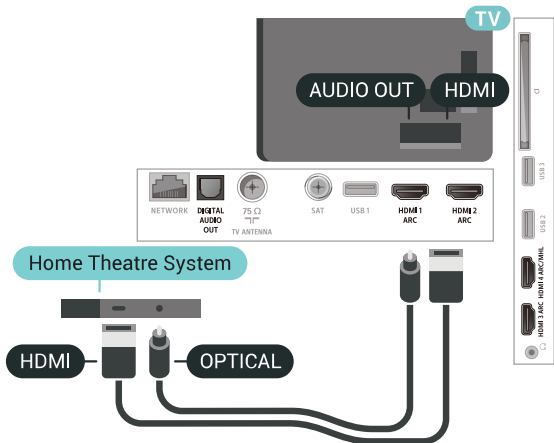 TV
AUDIO OUT
HDMI
CI
USB 3
USB 2
HDMI 4 ARC/MHL
HDMI 3 ARC
NETWORK
DIGITAL
AUDIO
OUT
75 Ω
TV ANTENNA
SAT
USB 1
HDMI 1
ARC
HDMI 2
ARC
Home Theatre System
HDMI
OPTICAL